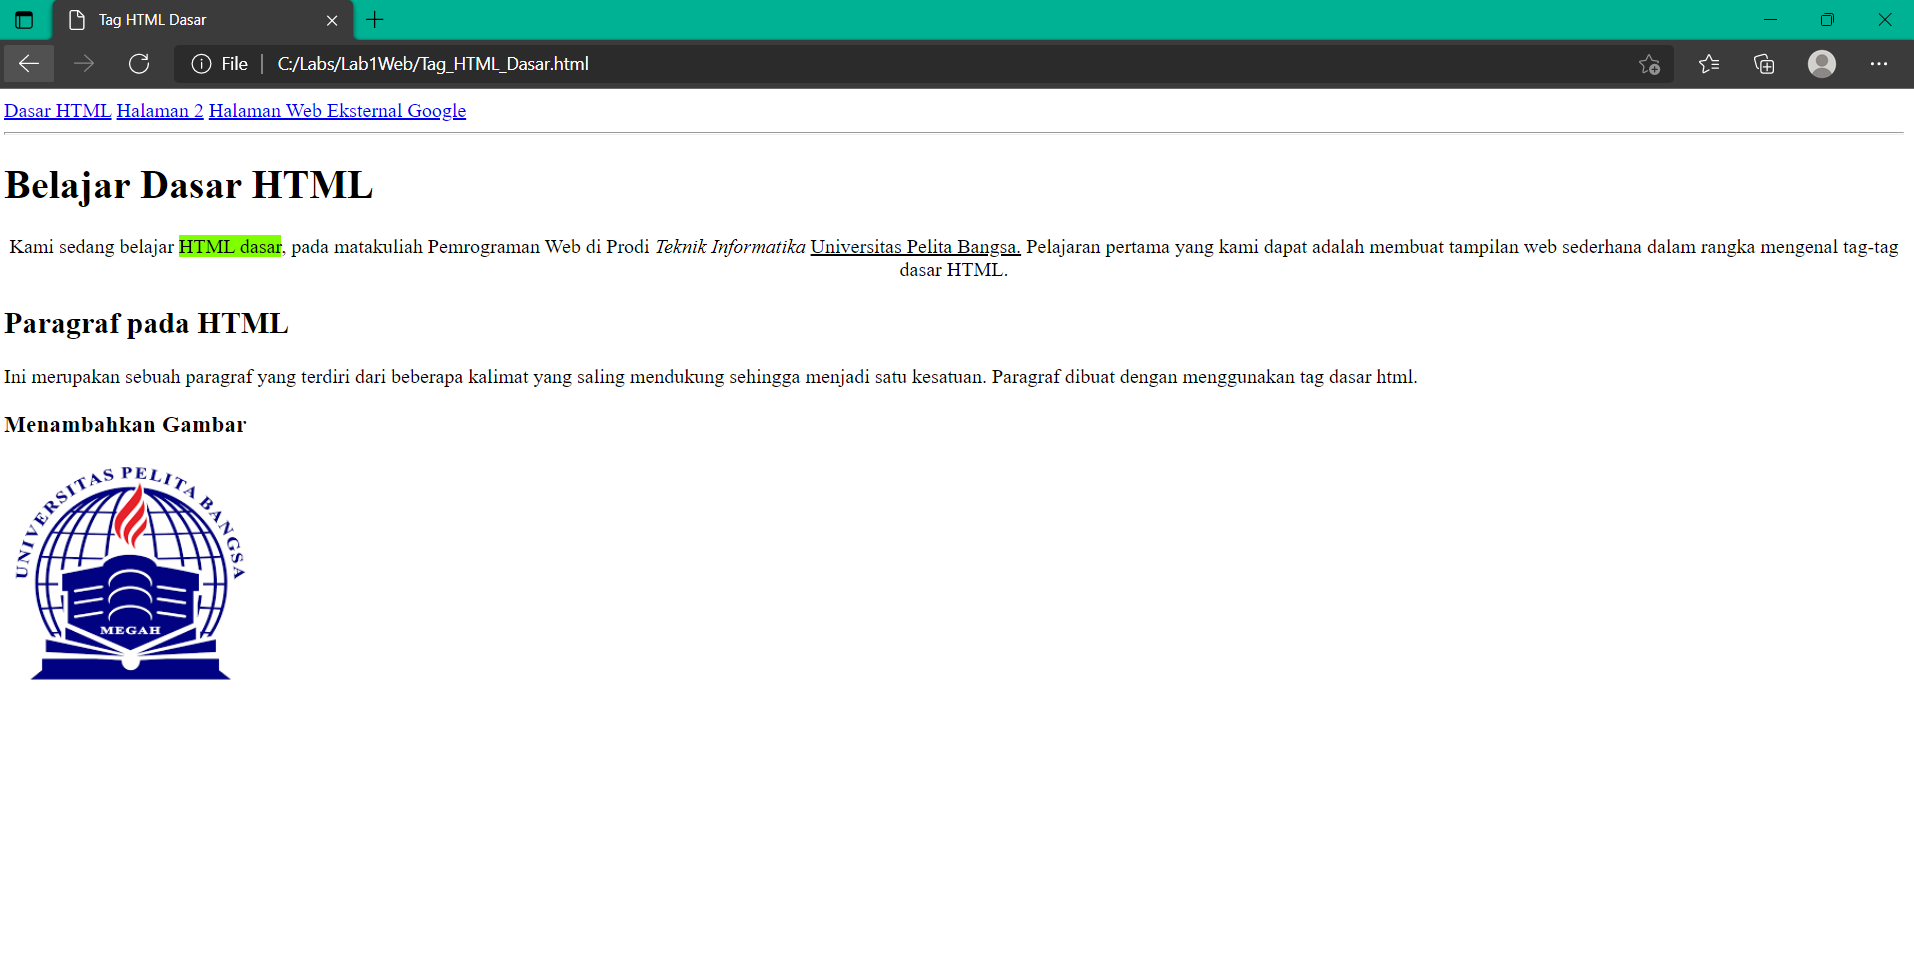 Tag HTML Dasar
File
C:/Labs/Lab1Web/Tag_HTML_Dasar.html
Dasar HTML Halaman 2 Halaman Web Eksternal Google
Belajar Dasar HTML
Kami sedang belajar HTML dasar, pada matakuliah Pemrograman Web di Prodi Teknik Informatika Universitas Pelita Bangsa. Pelajaran pertama yang kami dapat adalah membuat tampilan web sederhana dalam rangka mengenal tag-tag
dasar HTML.
Paragraf pada HTML
Ini merupakan sebuah paragraf yang terdiri dari beberapa kalimat yang saling mendukung sehingga menjadi satu kesatuan. Paragraf dibuat dengan menggunakan tag dasar html.
Menambahkan Gambar
UNIVERSITAS PELITA BANGSA
MEGAH